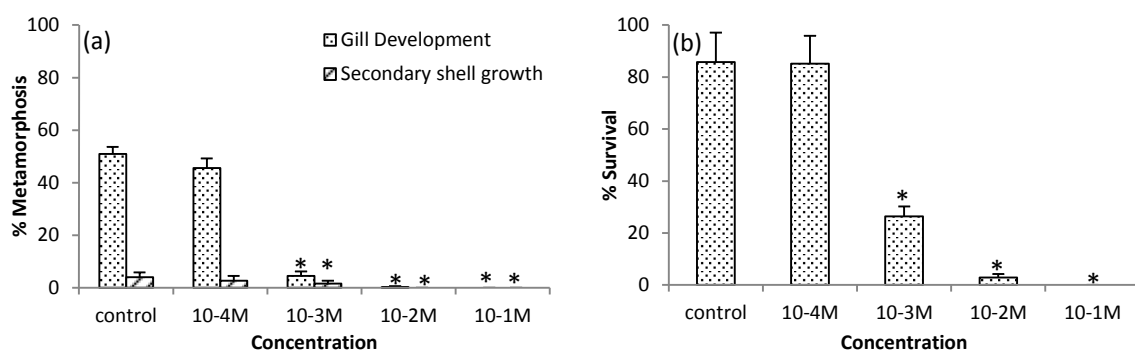 (a)
Gill Development
Secondary shell growth
% Metamorphosis
100
80
60
40
20
0
* * * * * *
control 10-4M 10-3M 10-2M 10-1M
Concentration
(b)
% Survival
100
80
60
40
20
0
* * *
control 10-4M 10-3M 10-2M 10-1M
Concentration